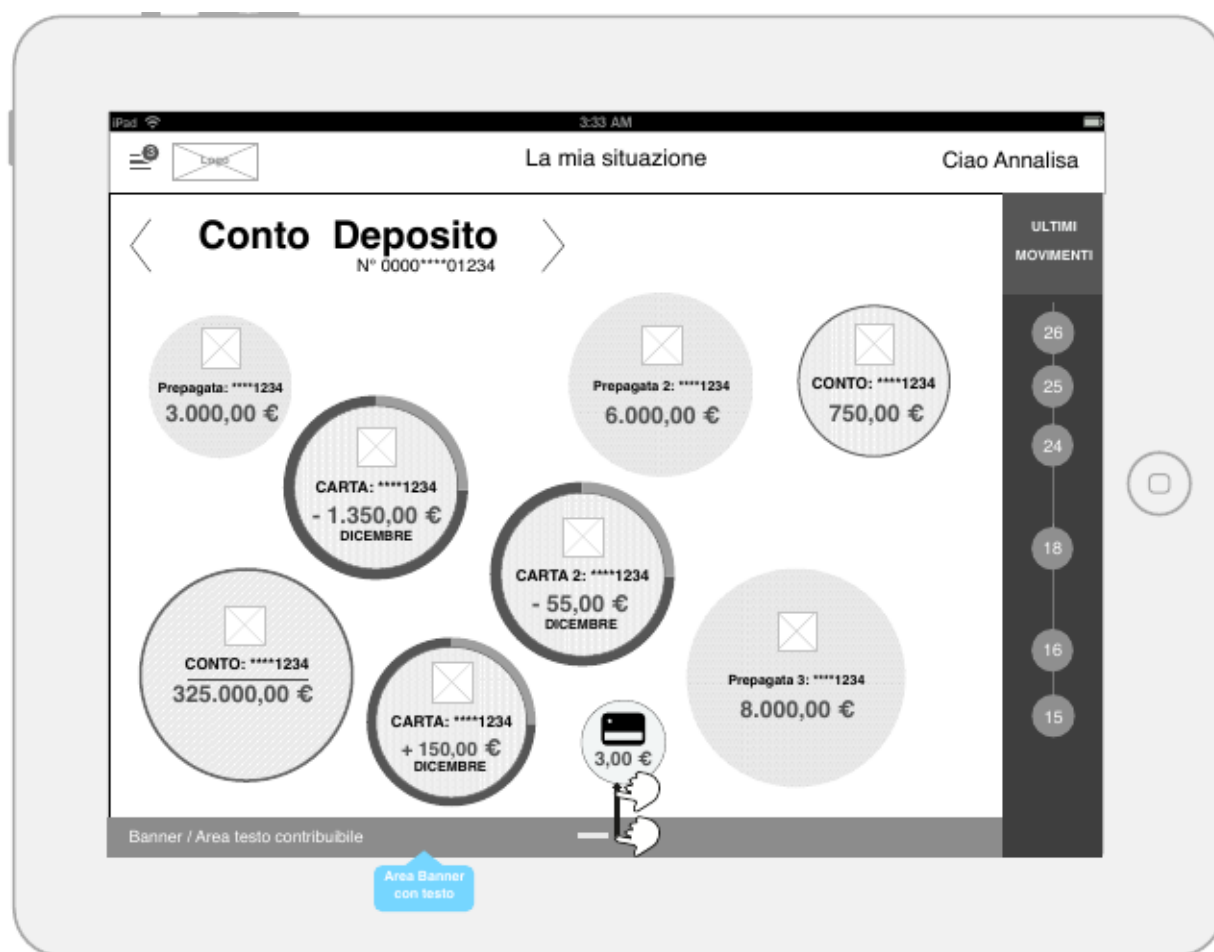 iPad
3:33 AM
3
Logo
La mia situazione
Ciao Annalisa
Conto Deposito
N° 0000****01234
ULTIMI
MOVIMENTI
26
25
24
18
16
15
Prepagata: ****1234
3.000,00 €
Prepagata 2: ****1234
6.000,00 €
CONTO: ****1234
750,00 €
CARTA: ****1234
- 1.350,00 €
DICEMBRE
CARTA 2: ****1234
- 55,00 €
DICEMBRE
CONTO: ****1234
325.000,00 €
CARTA: ****1234
+ 150,00 €
DICEMBRE
3,00 €
Prepagata 3: ****1234
8.000,00 €
Banner / Area testo contribuibile
Area Banner
con testo